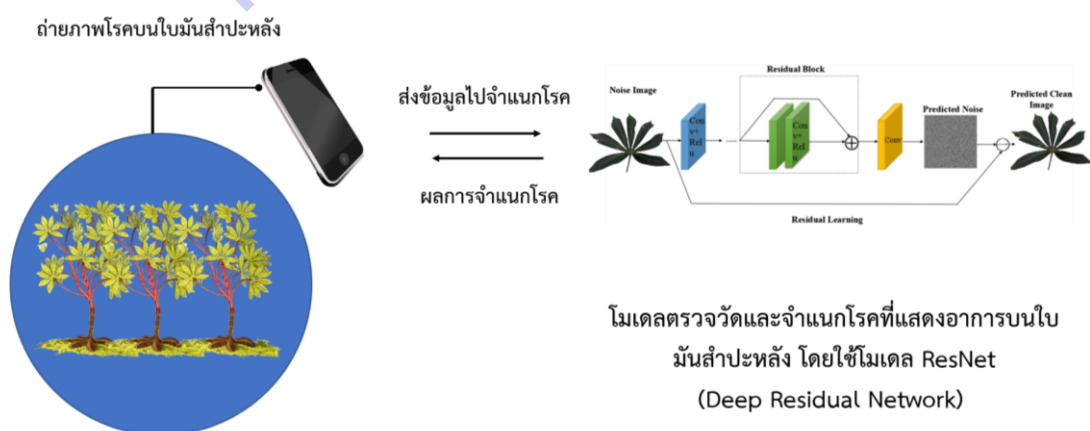 ถ่ายภาพโรคบนใบมันสำปะหลัง
ส่งข้อมูลไปจำแนกโรค
ผลการจำแนกโรค
Residual Block
Noise Image
Predicted Clean
Image
Predicted Noise
Con
v+
Rel
u
Con
v+
Rel
u
Conv
Residual Learning
โมเดลตรวจวัดและจำแนกโรคที่แสดงอาการบนใบ
มันสำปะหลัง โดยใช้โมเดล ResNet
(Deep Residual Network)